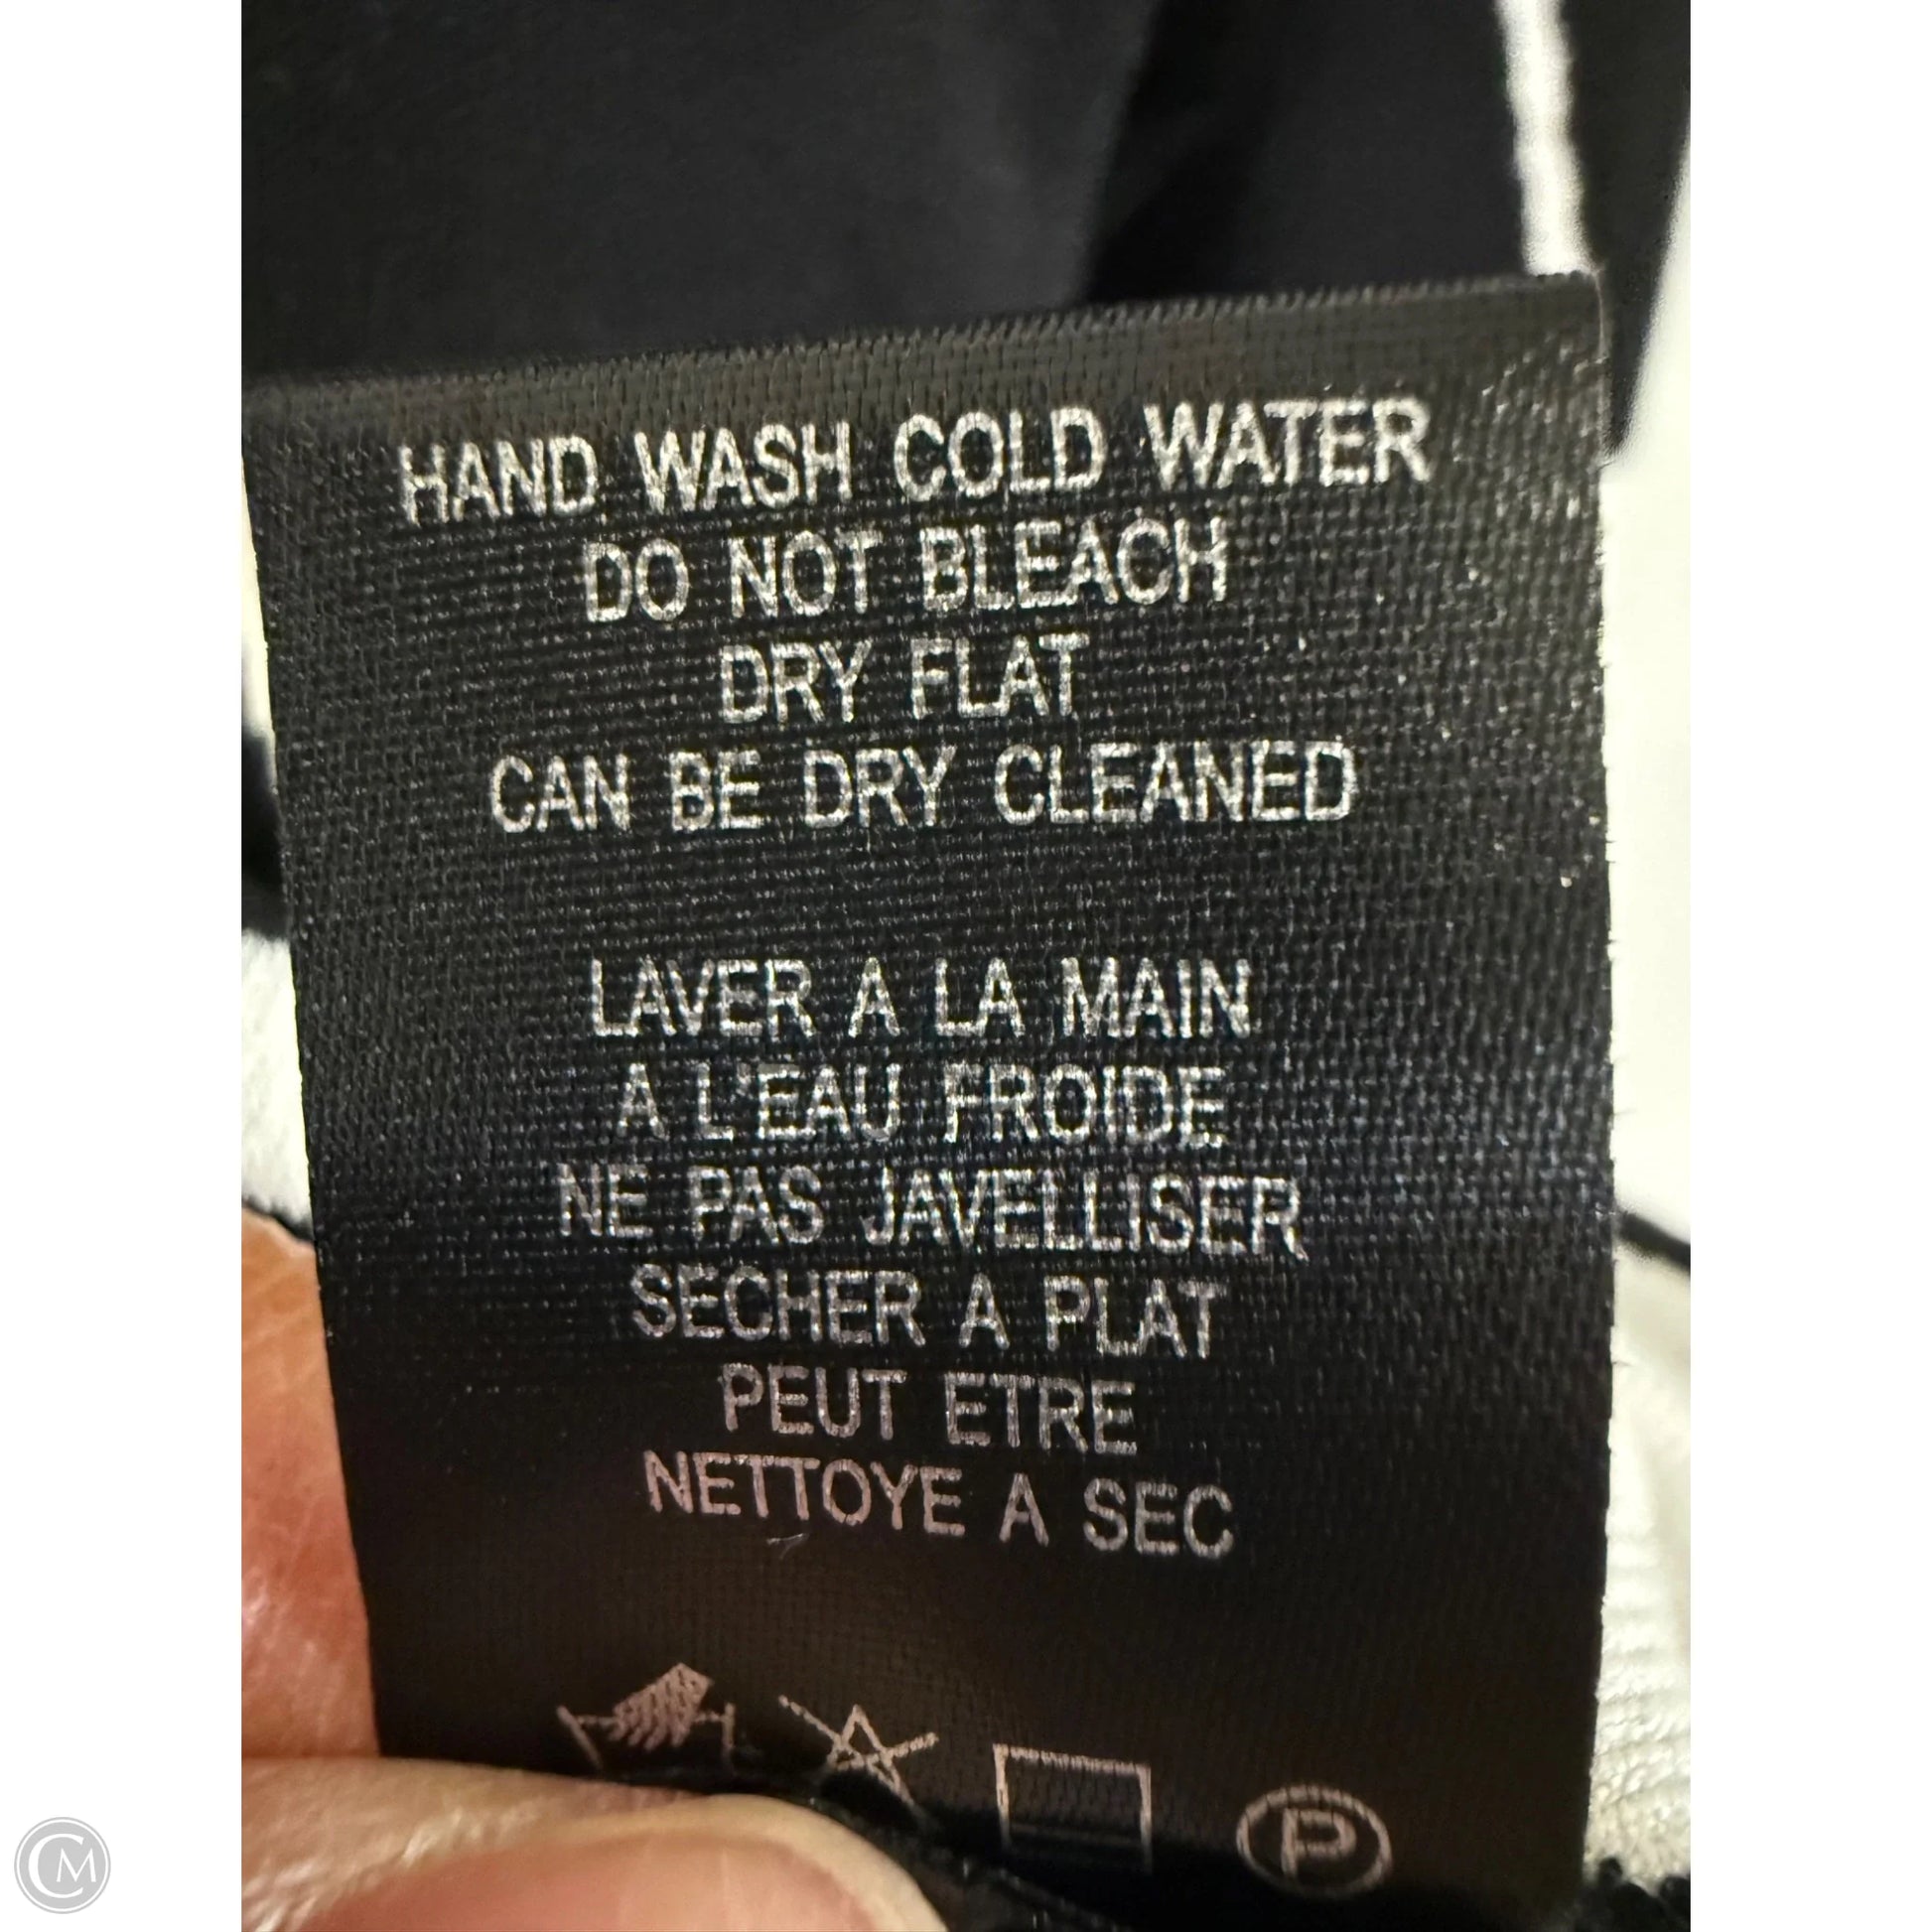 HAND WASH COLD WATER
DO NOT BLEACH
DRY FLAT
CAN BE DRY CLEANED
LAVER A LA MAIN
A L'EAU FROIDE
NE PAS JAVELLISER
SECHER A PLAT
PEUT ETRE
NETTOYE A SEC
P
CM